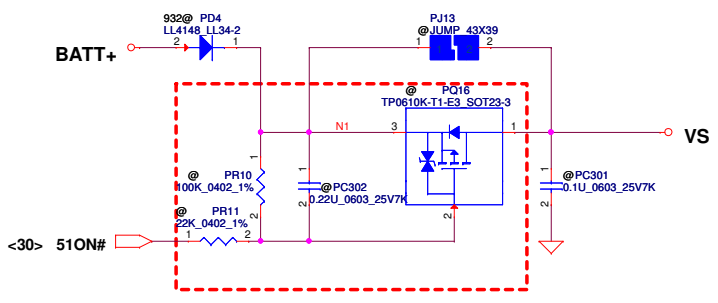 932@ PD4
LL4148_LL34-2
2 1
BATT+
PJ13
@JUMP_43X39
1 2
@ PQ16
TP0610K-T1-E3_SOT23-3
N1 3 1
VS
2
@ PR10
100K_0402_1%
1
2
@PC302
0.22U_0603_25V7K
1
2
@PC301
0.1U_0603_25V7K
1
2
@ PR11
22K_0402_1%
1 2
<30> 51ON#